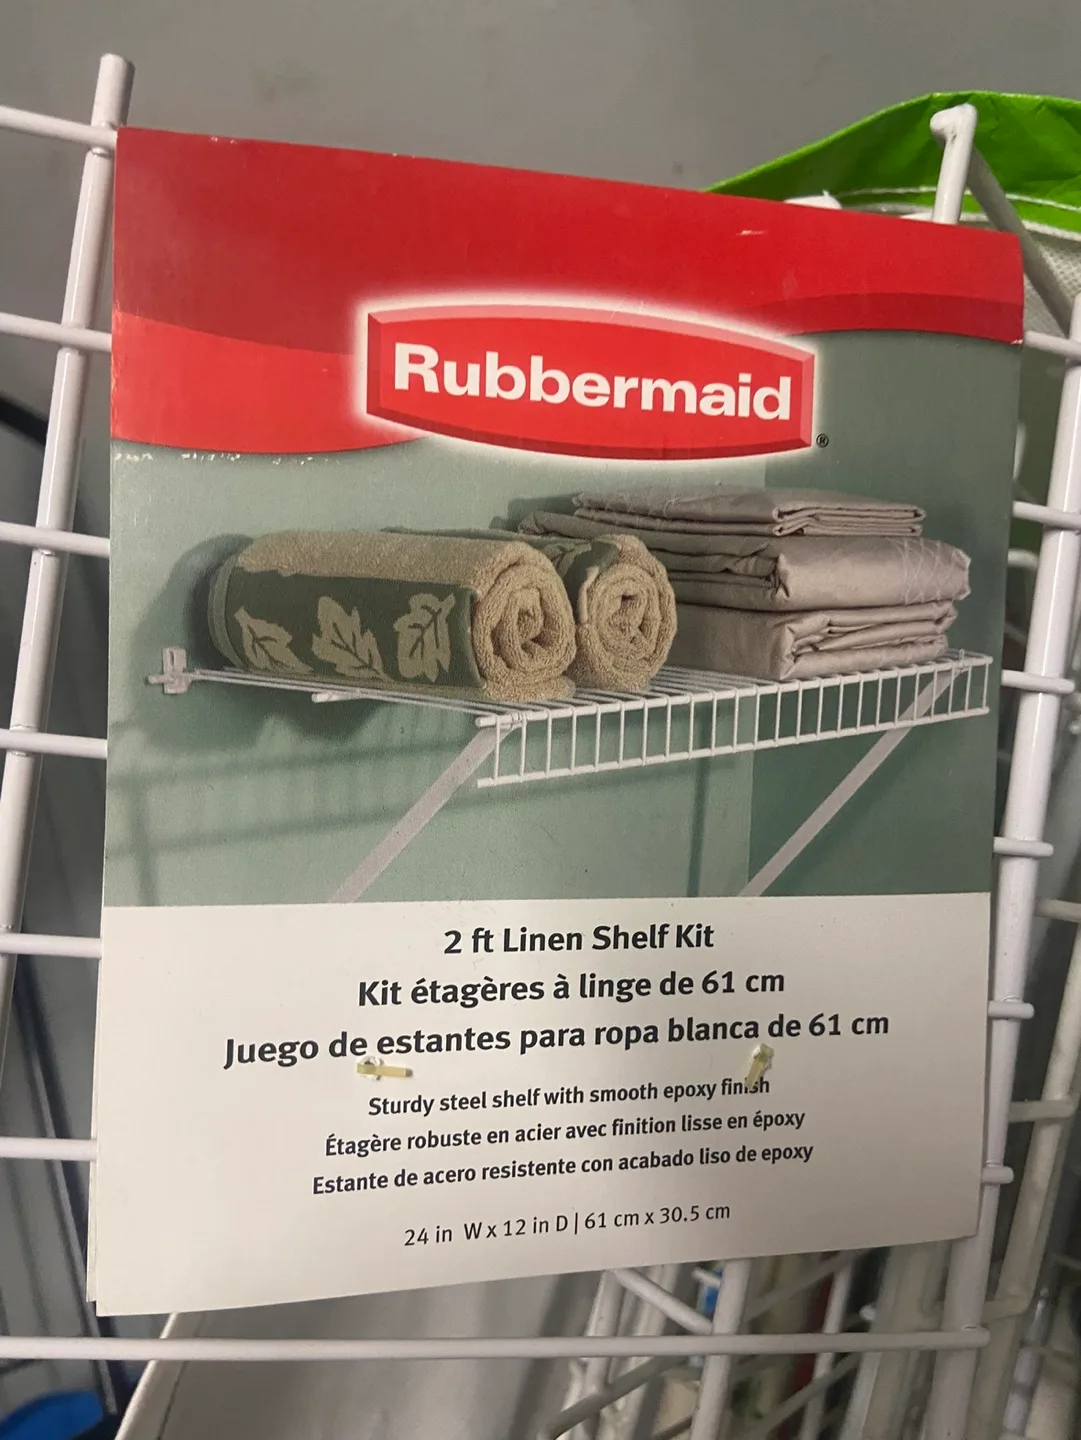 Rubbermaid®
2 ft Linen Shelf Kit
Kit étagères à linge de 61 cm
Juego de estantes para ropa blanca de 61 cm
Sturdy steel shelf with smooth epoxy finish
Étagère robuste en acier avec finition lisse en époxy
Estante de acero resistente con acabado liso de epoxy
24 in W x 12 in D | 61 cm x 30.5 cm